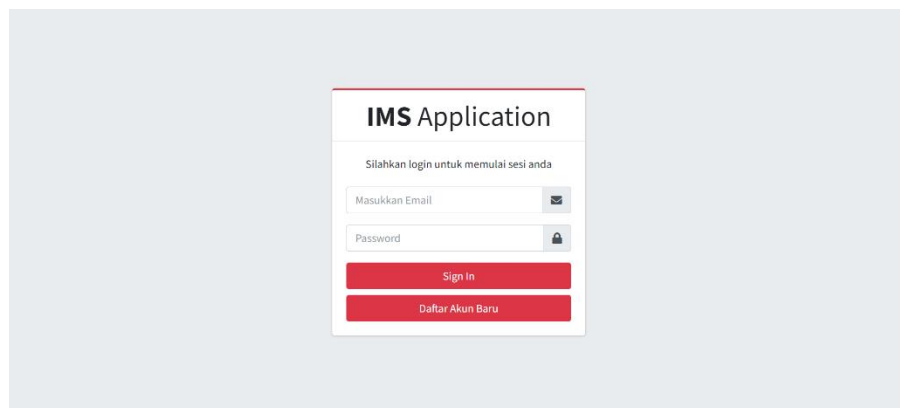 IMS Application
Silahkan login untuk memulai sesi anda
Masukkan Email
Password
Sign In
Daftar Akun Baru